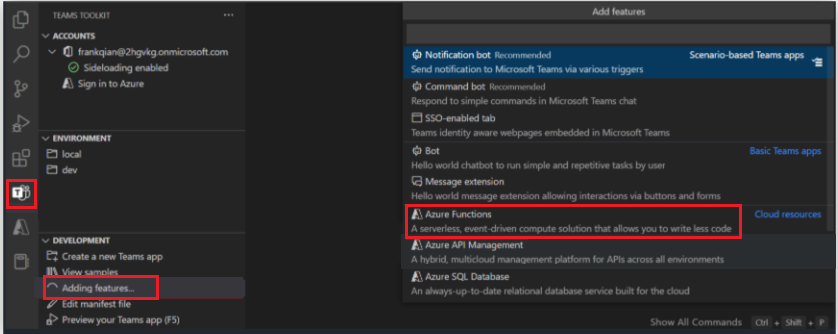 TEAMS TOOLKIT
ACCOUNTS
frankqian@2hgvkg.onmicrosoft.com
Sideloading enabled
Sign in to Azure
ENVIRONMENT
local
dev
DEVELOPMENT
Create a new Teams app
View samples
Adding features...
Edit manifest file
Preview your Teams app (F5)
Add features
Notification bot Recommended Scenario-based Teams apps
Send notification to Microsoft Teams via various triggers
Command bot Recommended
Respond to simple commands in Microsoft Teams chat
SSO-enabled tab
Teams identity aware webpages embedded in Microsoft Teams
Bot Basic Teams apps
Hello world chatbot to run simple and repetitive tasks by user
Message extension
Hello world message extension allowing interactions via buttons and forms
Azure Functions Cloud resources
A serverless, event-driven compute solution that allows you to write less code
Azure API Management
A hybrid, multicloud management platform for APIs across all environments
Azure SQL Database
An always-up-to-date relational database service built for the cloud
Show All Commands Ctrl + Shift + P